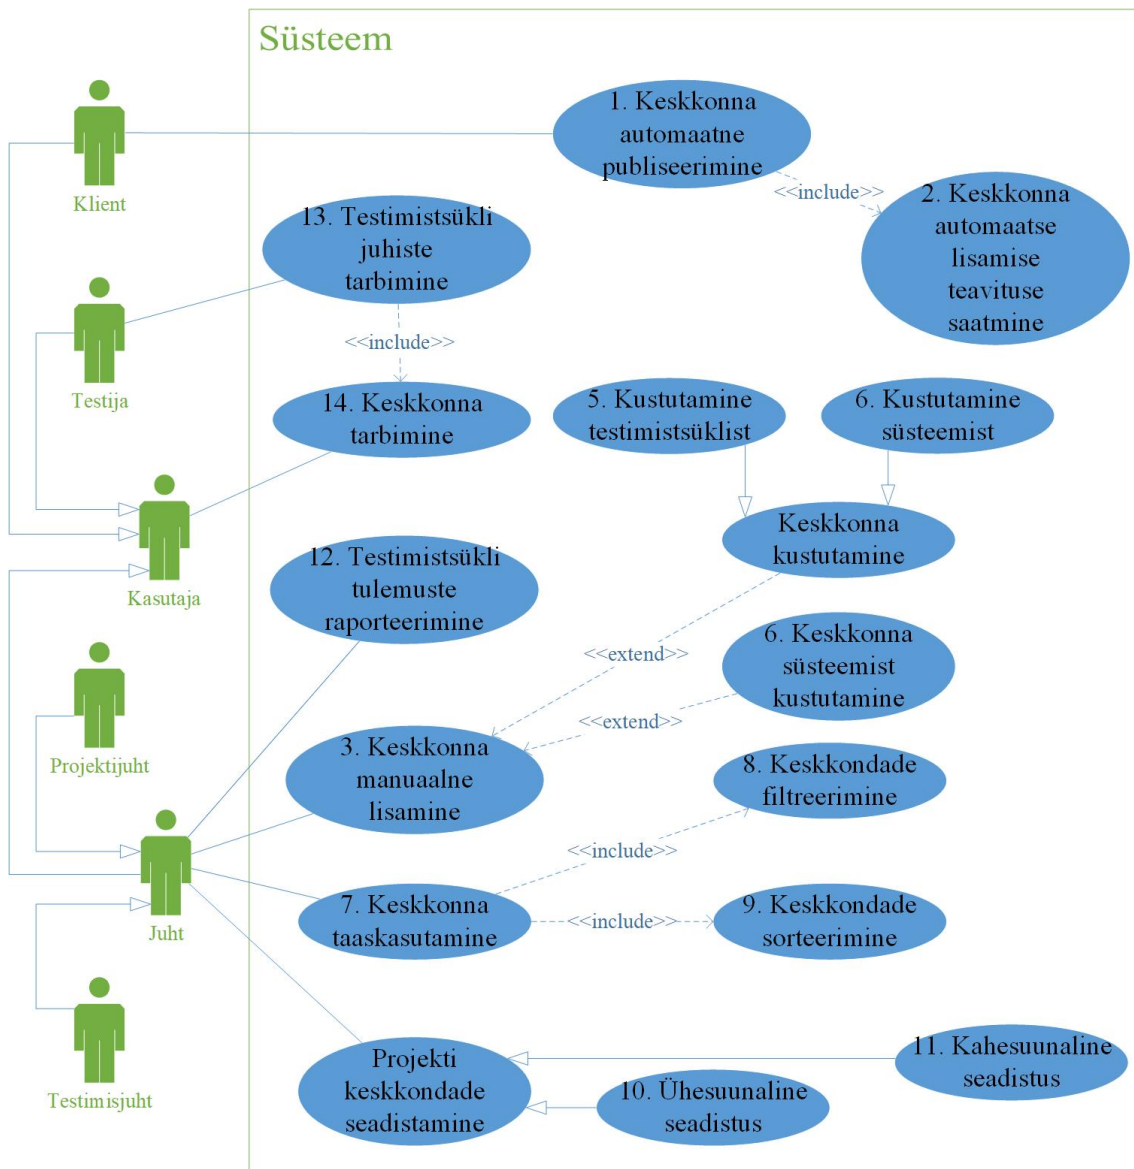 Süsteem
1. Keskkonna
automaatne
publiseerimine
<<include>>
2. Keskkonna
automaatse
lisamise
teavituse
saatmine
Klient
13. Testimistsükli
juhiste
tarbimine
<<include>>
Testija
14. Keskkonna
tarbimine
5. Kustutamine
testimistsüklist
6. Kustutamine
süsteemist
Keskkonna
kustutamine
Kasutaja
12. Testimistsükli
tulemuste
raporteerimine
<<extend>>
6. Keskkonna
süsteemist
kustutamine
<<extend>>
Projektijuht
3. Keskkonna
manuaalne
lisamine
8. Keskkondade
filtreerimine
<<include>>
7. Keskkonna
taaskasutamine
<<include>>
9. Keskkondade
sorteerimine
Juht
Projekti
keskkondade
seadistamine
11. Kahesuunaline
seadistus
10. Ühesuunaline
seadistus
Testimisjuht